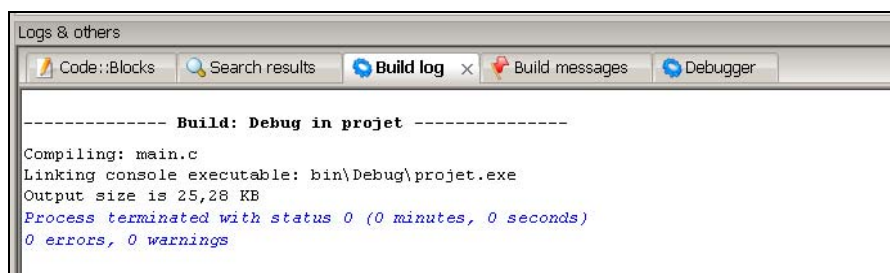 Logs & others
Code::Blocks Search results Build log Build messages Debugger
-------------- Build: Debug in projet ---------------
Compiling: main.c
Linking console executable: bin\Debug\projet.exe
Output size is 25,28 KB
Process terminated with status 0 (0 minutes, 0 seconds)
0 errors, 0 warnings